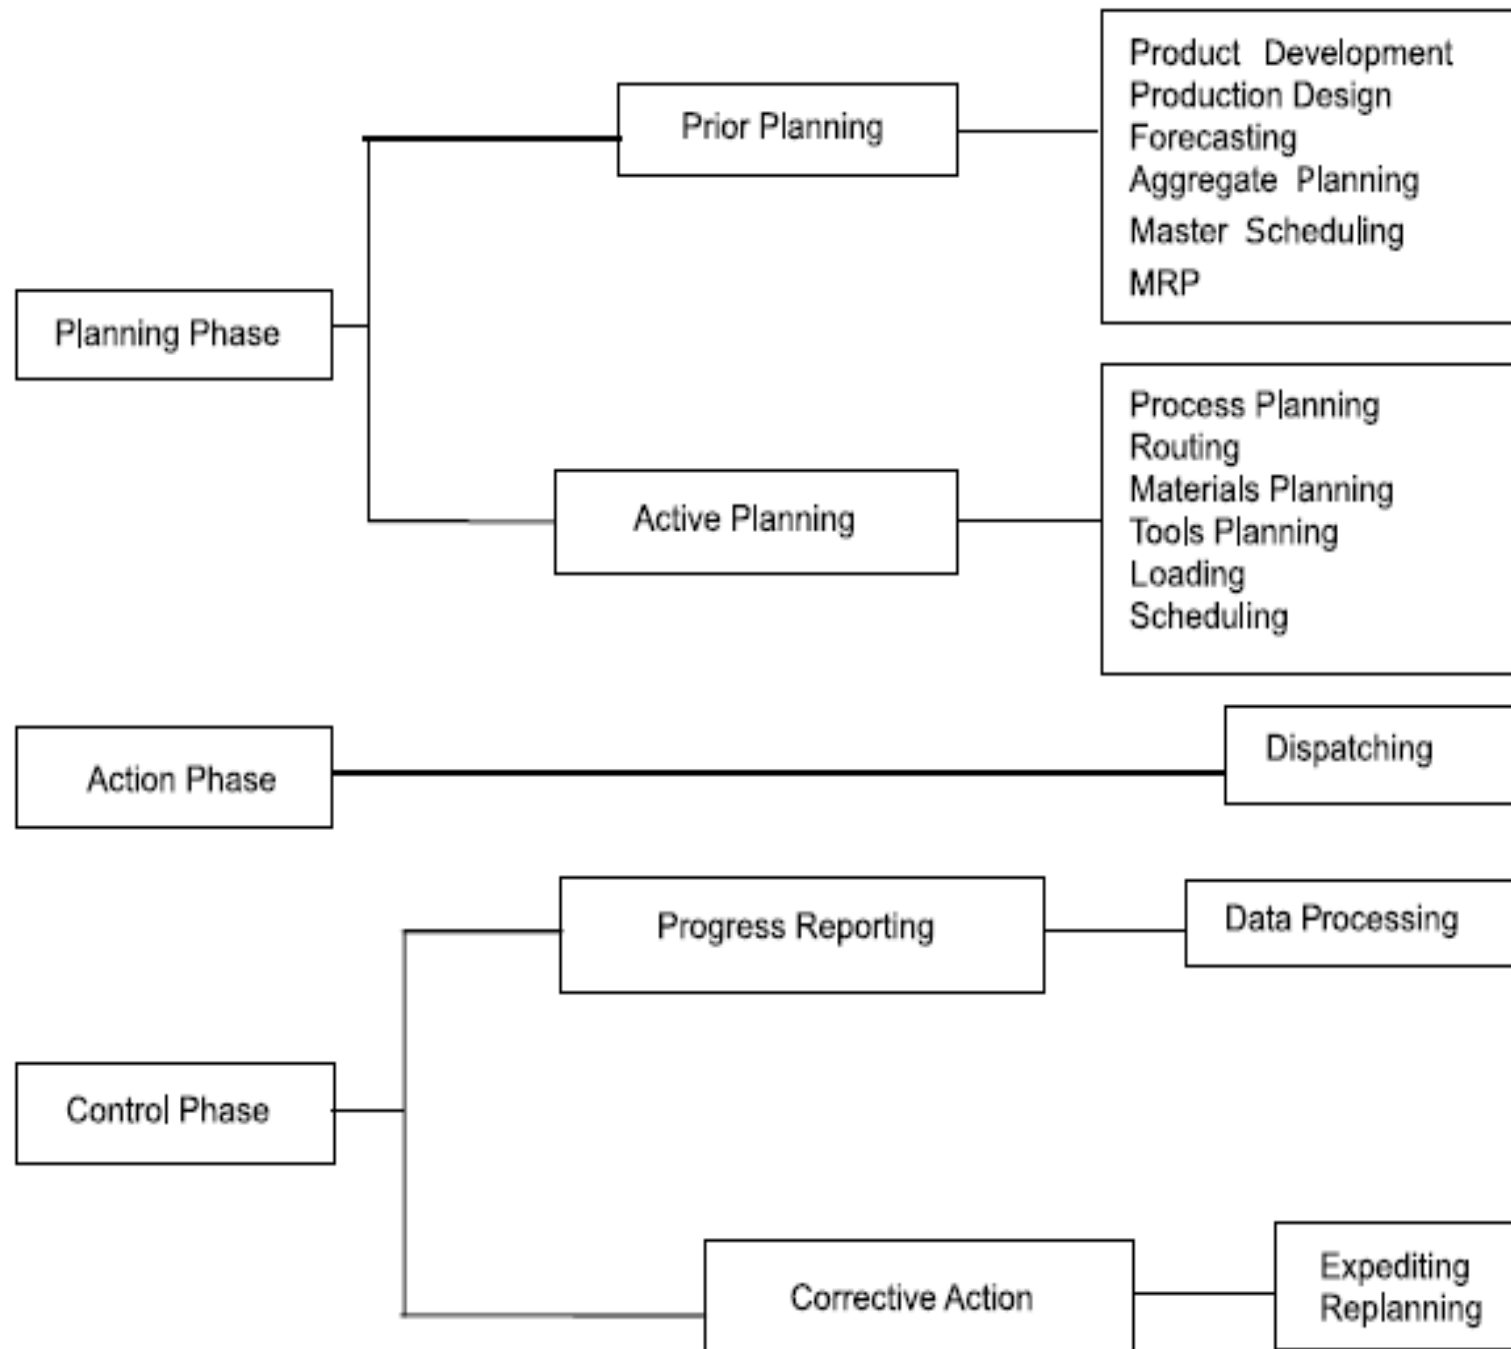 Product Development
Production Design
Forecasting
Aggregate Planning
Master Scheduling
MRP
Prior Planning
Planning Phase
Process Planning
Routing
Materials Planning
Tools Planning
Loading
Scheduling
Active Planning
Dispatching
Action Phase
Progress Reporting
Data Processing
Control Phase
Corrective Action
Expediting
Replanning